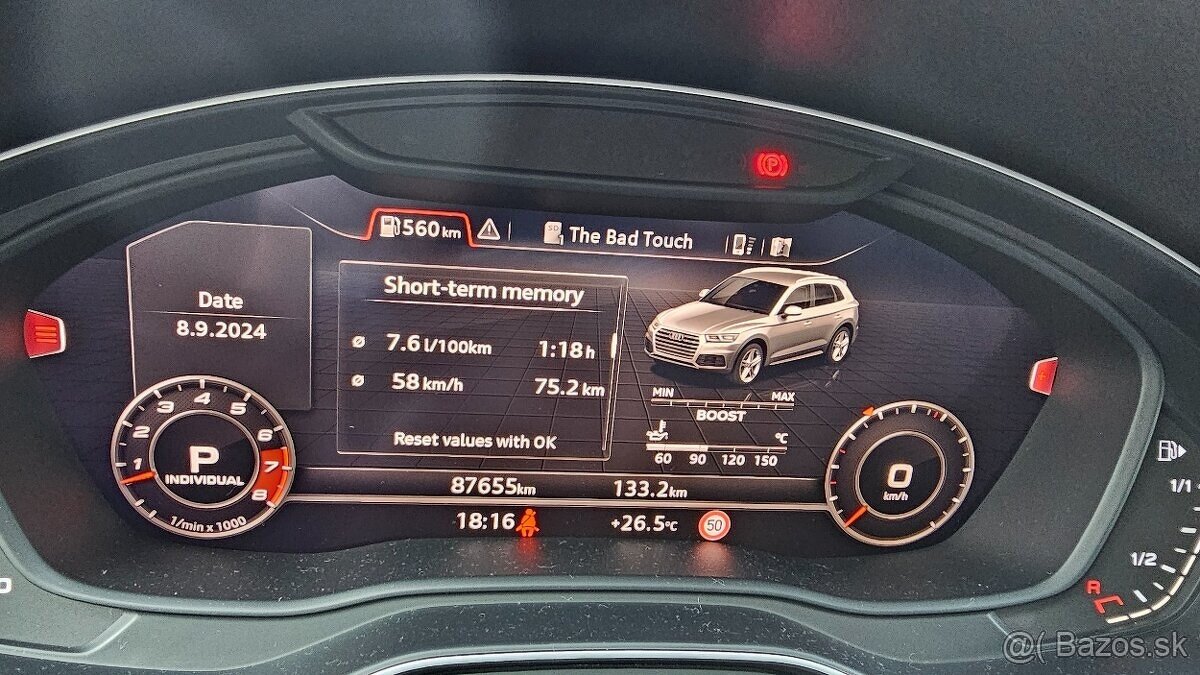 P
560 km
SD
1
The Bad Touch
Date
8.9.2024
Short-term memory
ø 7.6 l/100km 1:18 h
ø 58 km/h 75.2 km
Reset values with OK
MIN MAX
BOOST
°C
60 90 120 150
1 2 3 4 5 6 7 8
P
INDIVIDUAL
1/min x 1000
0
km/h
87655 km 133.2 km
18:16 +26.5°C 50
1/1
1/2
R
@( Bazos.sk